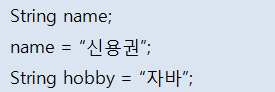 String name;
name = “신용권”;
String hobby = “자바”;